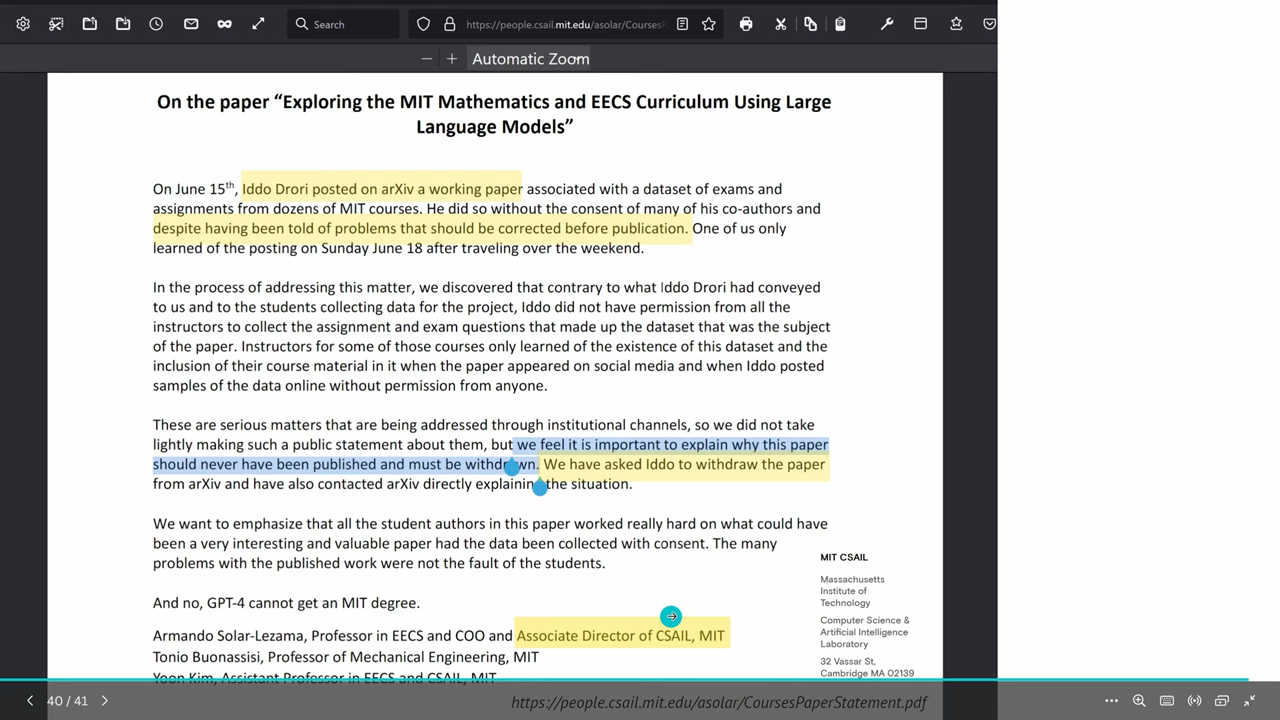 Search
https://people.csail.mit.edu/asolar/CoursesP
Automatic Zoom
On the paper “Exploring the MIT Mathematics and EECS Curriculum Using Large
Language Models”
On June 15th, Iddo Drori posted on arXiv a working paper associated with a dataset of exams and
assignments from dozens of MIT courses. He did so without the consent of many of his co-authors and
despite having been told of problems that should be corrected before publication. One of us only
learned of the posting on Sunday June 18 after traveling over the weekend.
In the process of addressing this matter, we discovered that contrary to what Iddo Drori had conveyed
to us and to the students collecting data for the project, Iddo did not have permission from all the
instructors to collect the assignment and exam questions that made up the dataset that was the subject
of the paper. Instructors for some of those courses only learned of the existence of this dataset and the
inclusion of their course material in it when the paper appeared on social media and when Iddo posted
samples of the data online without permission from anyone.
These are serious matters that are being addressed through institutional channels, so we did not take
lightly making such a public statement about them, but we feel it is important to explain why this paper
should never have been published and must be withdrawn. We have asked Iddo to withdraw the paper
from arXiv and have also contacted arXiv directly explaining the situation.
We want to emphasize that all the student authors in this paper worked really hard on what could have
been a very interesting and valuable paper had the data been collected with consent. The many
problems with the published work were not the fault of the students.
And no, GPT-4 cannot get an MIT degree.
Armando Solar-Lezama, Professor in EECS and COO and Associate Director of CSAIL, MIT
Tonio Buonassisi, Professor of Mechanical Engineering, MIT
Yoon Kim, Assistant Professor in EECS and CSAIL, MIT
MIT CSAIL
Massachusetts
Institute of
Technology
Computer Science &
Artificial Intelligence
Laboratory
32 Vassar St,
Cambridge MA 02139
40 / 41
https://people.csail.mit.edu/asolar/CoursesPaperStatement.pdf